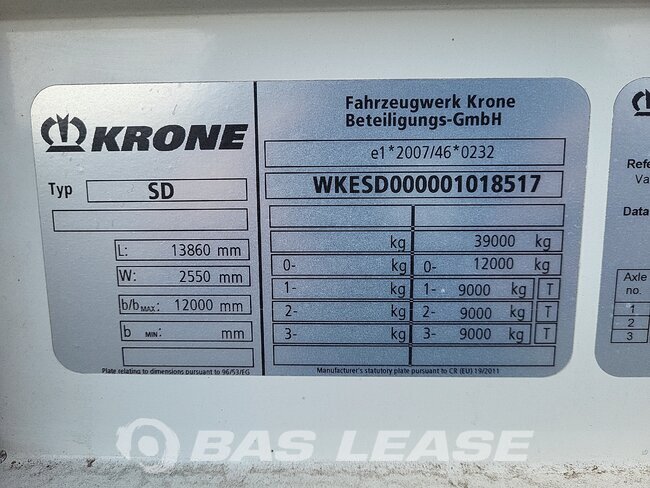 KRONE
Typ SD
L: 13860 mm
W: 2550 mm
b/b MAX: 12000 mm
b MIN: mm
Plate relating to dimensions pursuant to 96/53/EG
Fahrzeugwerk Krone
Beteiligungs-GmbH
e1*2007/46*0232
WKESD000001018517
kg 39000 kg
0- kg 0- 12000 kg
1- kg 1- 9000 kg T
2- kg 2- 9000 kg T
3- kg 3- 9000 kg T
Manufacturer's statutory plate pursuant to CR (EU) 19/2011
Data
Axle
no.
1
2
3
BAS LEASE